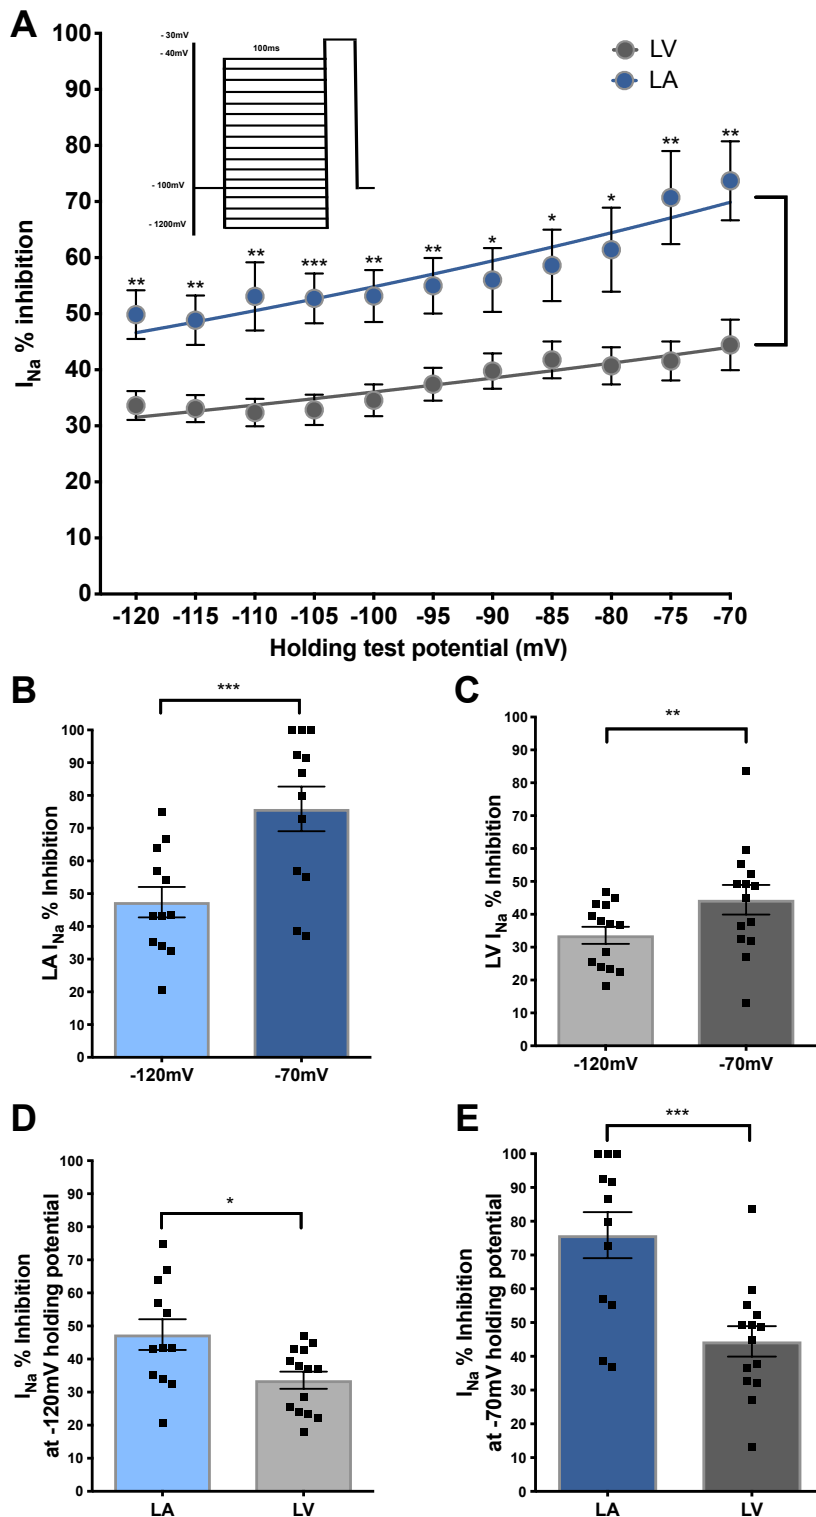 A
- 30mV
- 40mV
100ms
- 100mV
- 1200mV
LV
LA
I_Na % inhibition
100
90
80
70
60
50
40
30
20
10
0
** ** ** *** ** ** * * * ** **
-120 -115 -110 -105 -100 -95 -90 -85 -80 -75 -70
Holding test potential (mV)
B
***
LA I_Na % Inhibition
100
90
80
70
60
50
40
30
20
10
0
-120mV -70mV
C
**
LV I_Na % Inhibition
100
90
80
70
60
50
40
30
20
10
0
-120mV -70mV
D
*
I_Na % Inhibition
at -120mV holding potential
100
90
80
70
60
50
40
30
20
10
0
LA LV
E
***
I_Na % Inhibition
at -70mV holding potential
100
90
80
70
60
50
40
30
20
10
0
LA LV